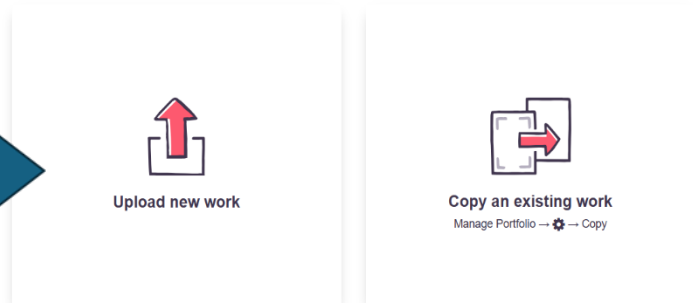 Upload new work
Copy an existing work
Manage Portfolio → ⚙ → Copy